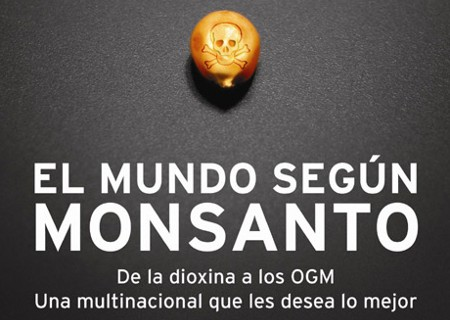 EL MUNDO SEGÚN
MONSANTO
De la dioxina a los OGM
Una multinacional que les desea lo mejor